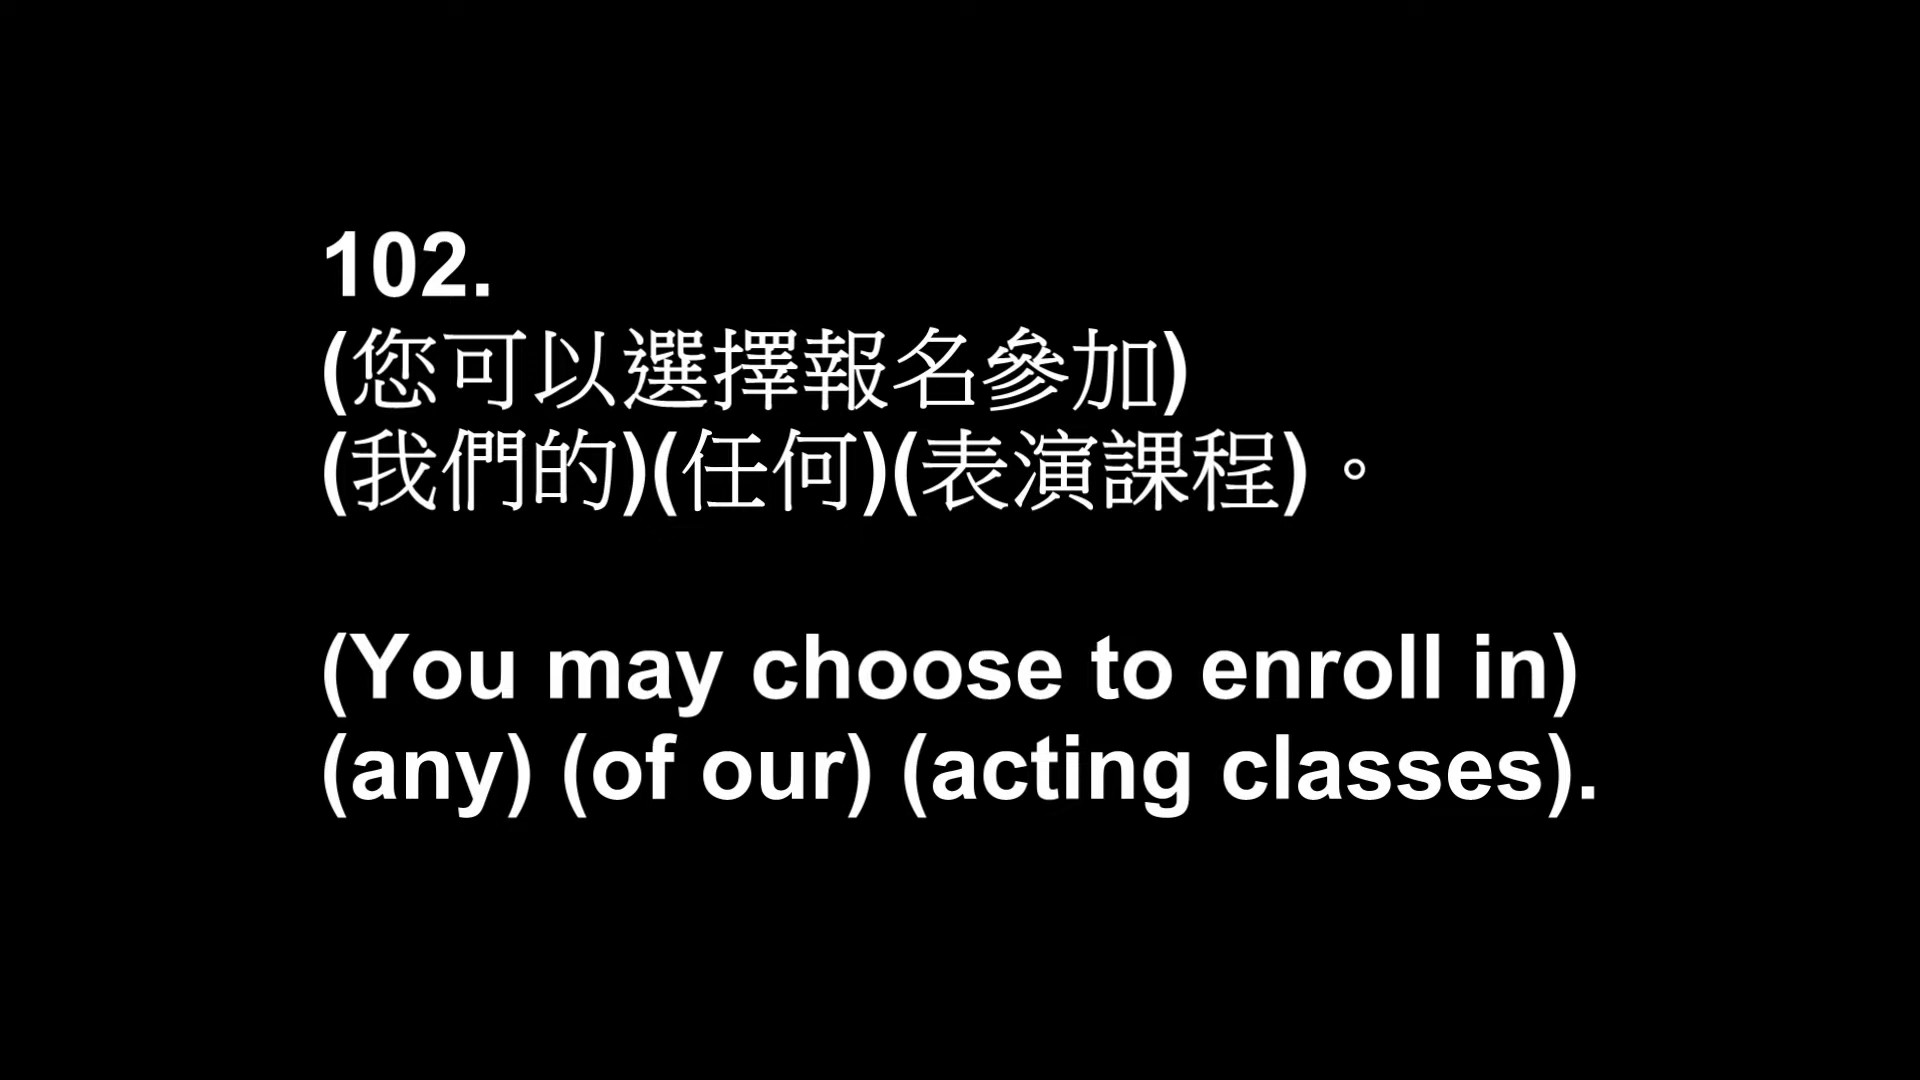 102.
(您可以選擇報名參加)
(我們的)(任何)(表演課程)。
(You may choose to enroll in)
(any) (of our) (acting classes).